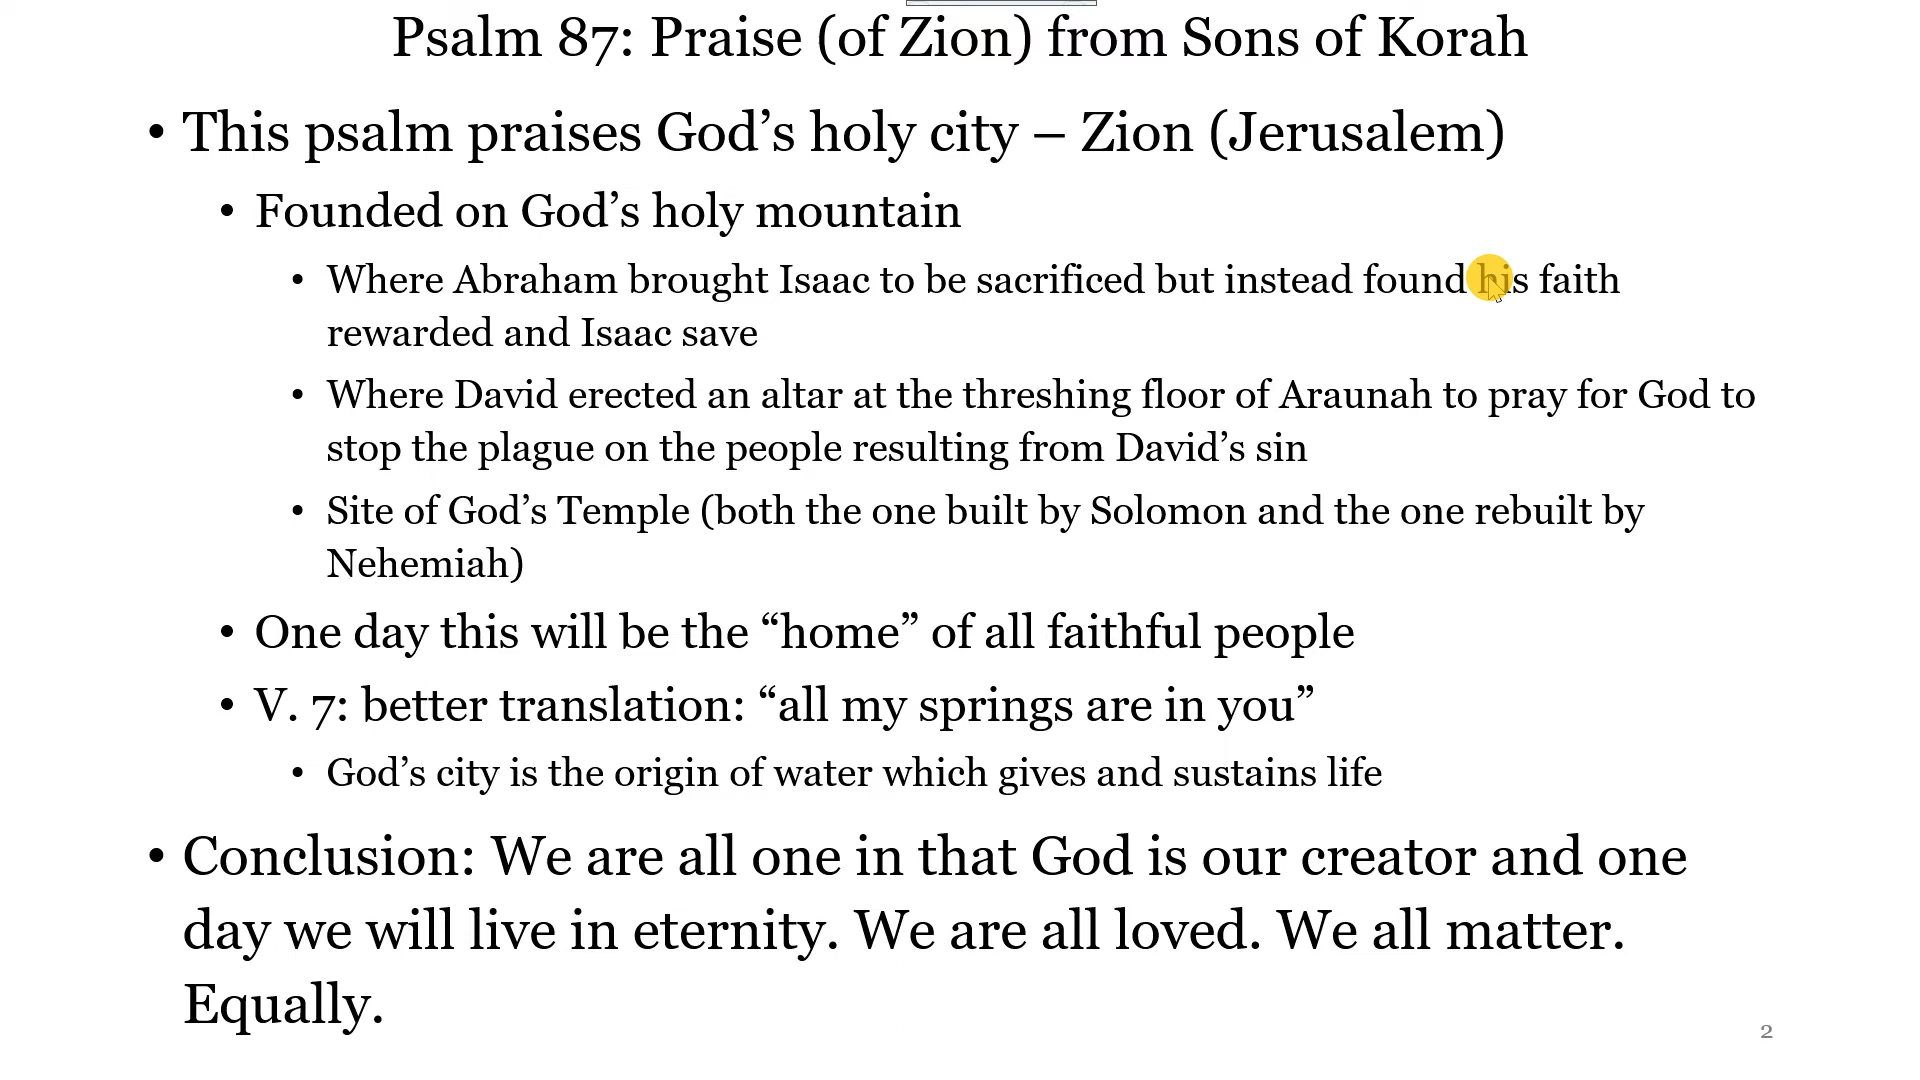 Psalm 87: Praise (of Zion) from Sons of Korah
• This psalm praises God’s holy city – Zion (Jerusalem)
• Founded on God’s holy mountain
• Where Abraham brought Isaac to be sacrificed but instead found his faith
rewarded and Isaac save
• Where David erected an altar at the threshing floor of Araunah to pray for God to
stop the plague on the people resulting from David’s sin
• Site of God’s Temple (both the one built by Solomon and the one rebuilt by
Nehemiah)
• One day this will be the “home” of all faithful people
• V. 7: better translation: “all my springs are in you”
• God’s city is the origin of water which gives and sustains life
• Conclusion: We are all one in that God is our creator and one
day we will live in eternity. We are all loved. We all matter.
Equally.
2